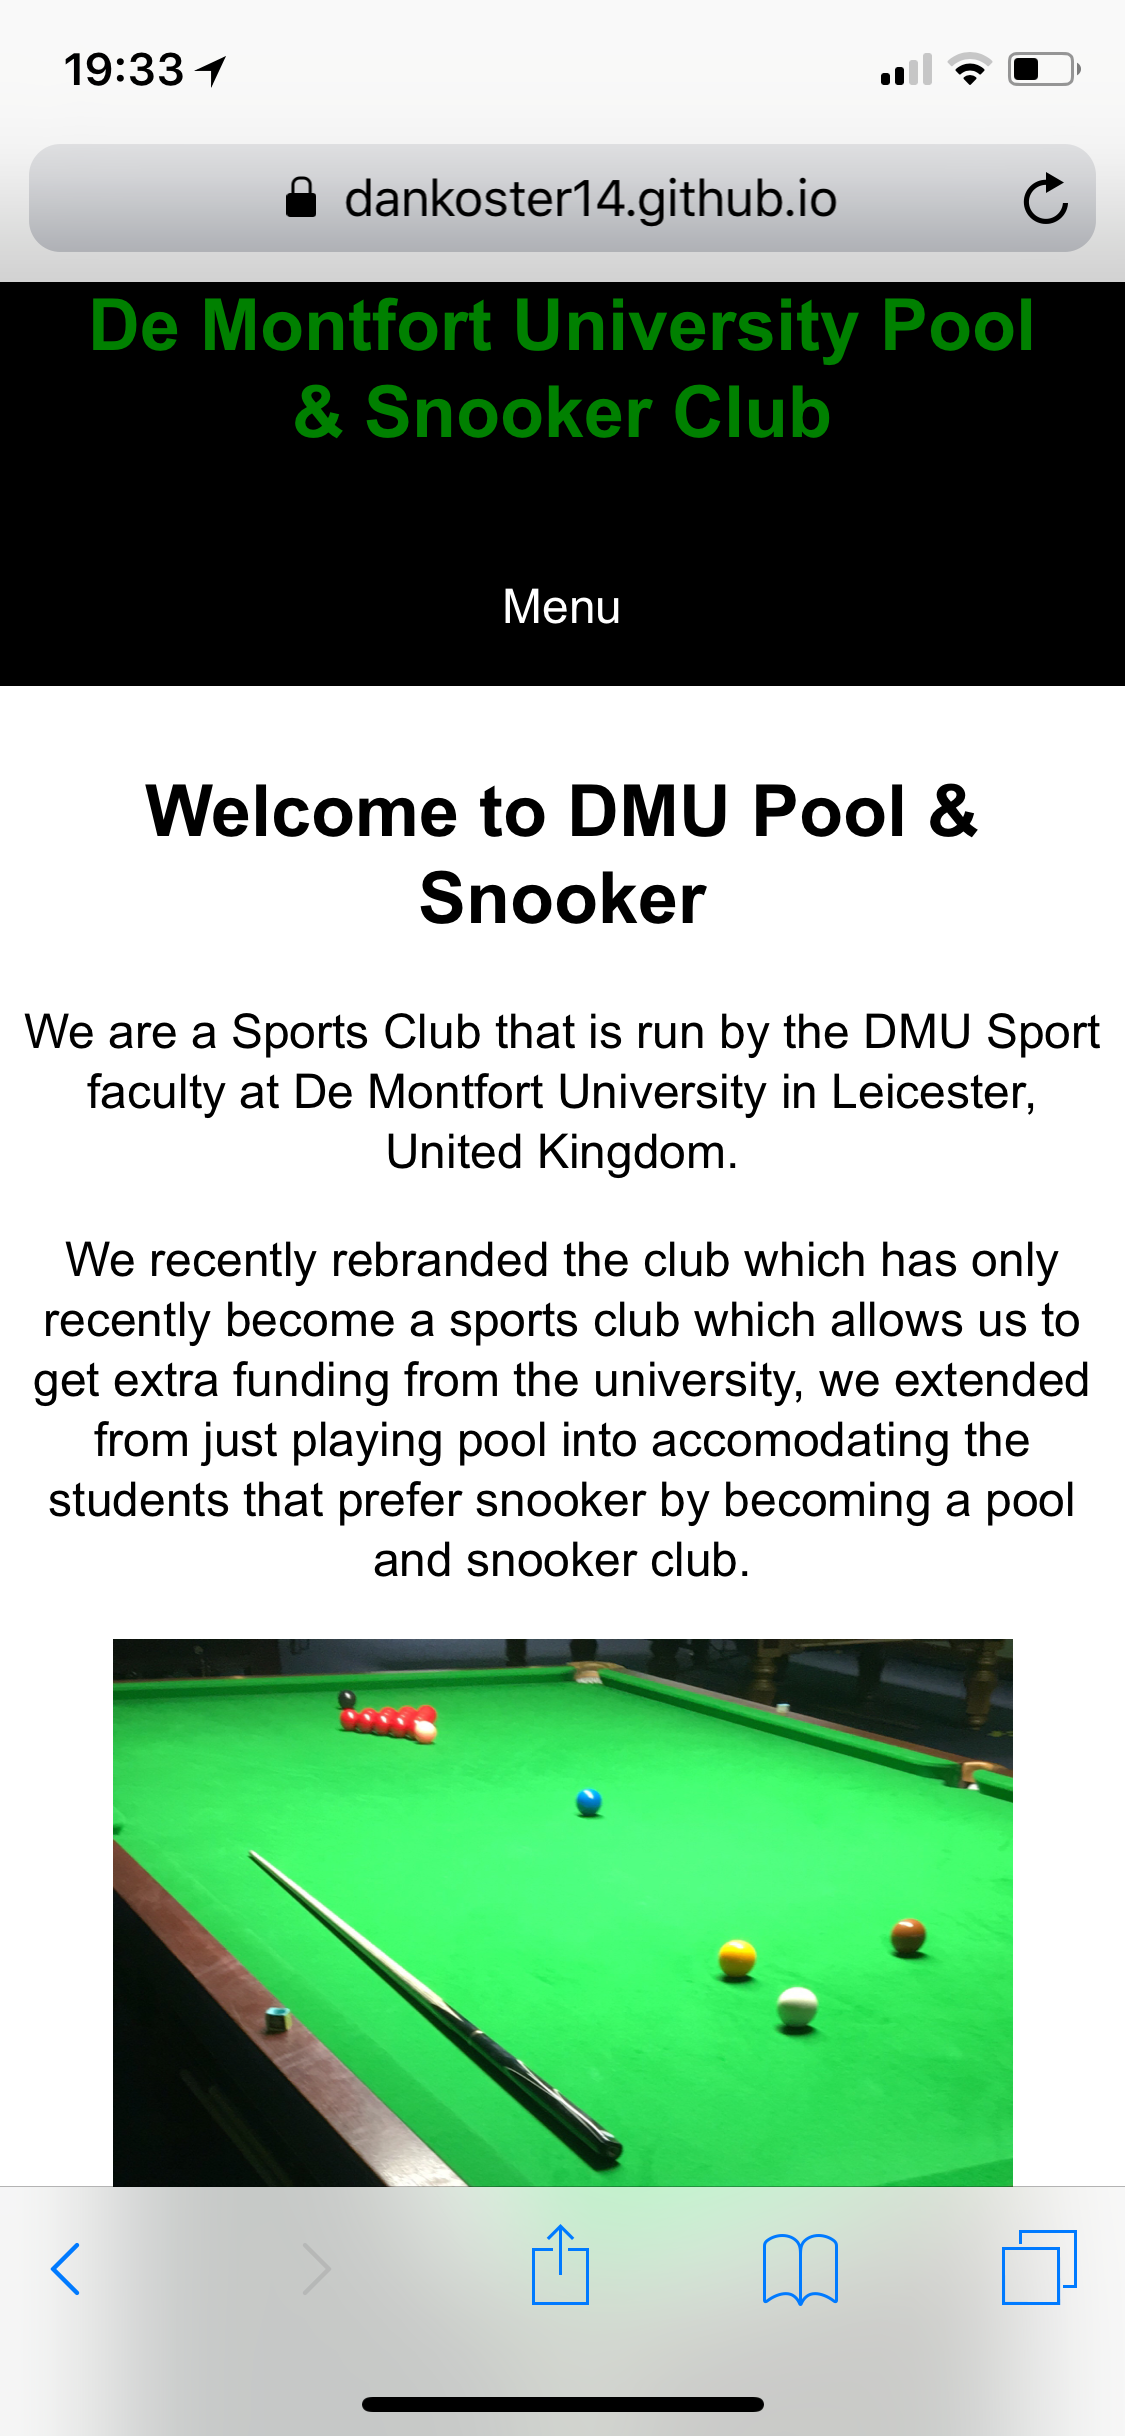 19:33
dankoster14.github.io
De Montfort University Pool
& Snooker Club
Menu
Welcome to DMU Pool &
Snooker
We are a Sports Club that is run by the DMU Sport
faculty at De Montfort University in Leicester,
United Kingdom.
We recently rebranded the club which has only
recently become a sports club which allows us to
get extra funding from the university, we extended
from just playing pool into accomodating the
students that prefer snooker by becoming a pool
and snooker club.